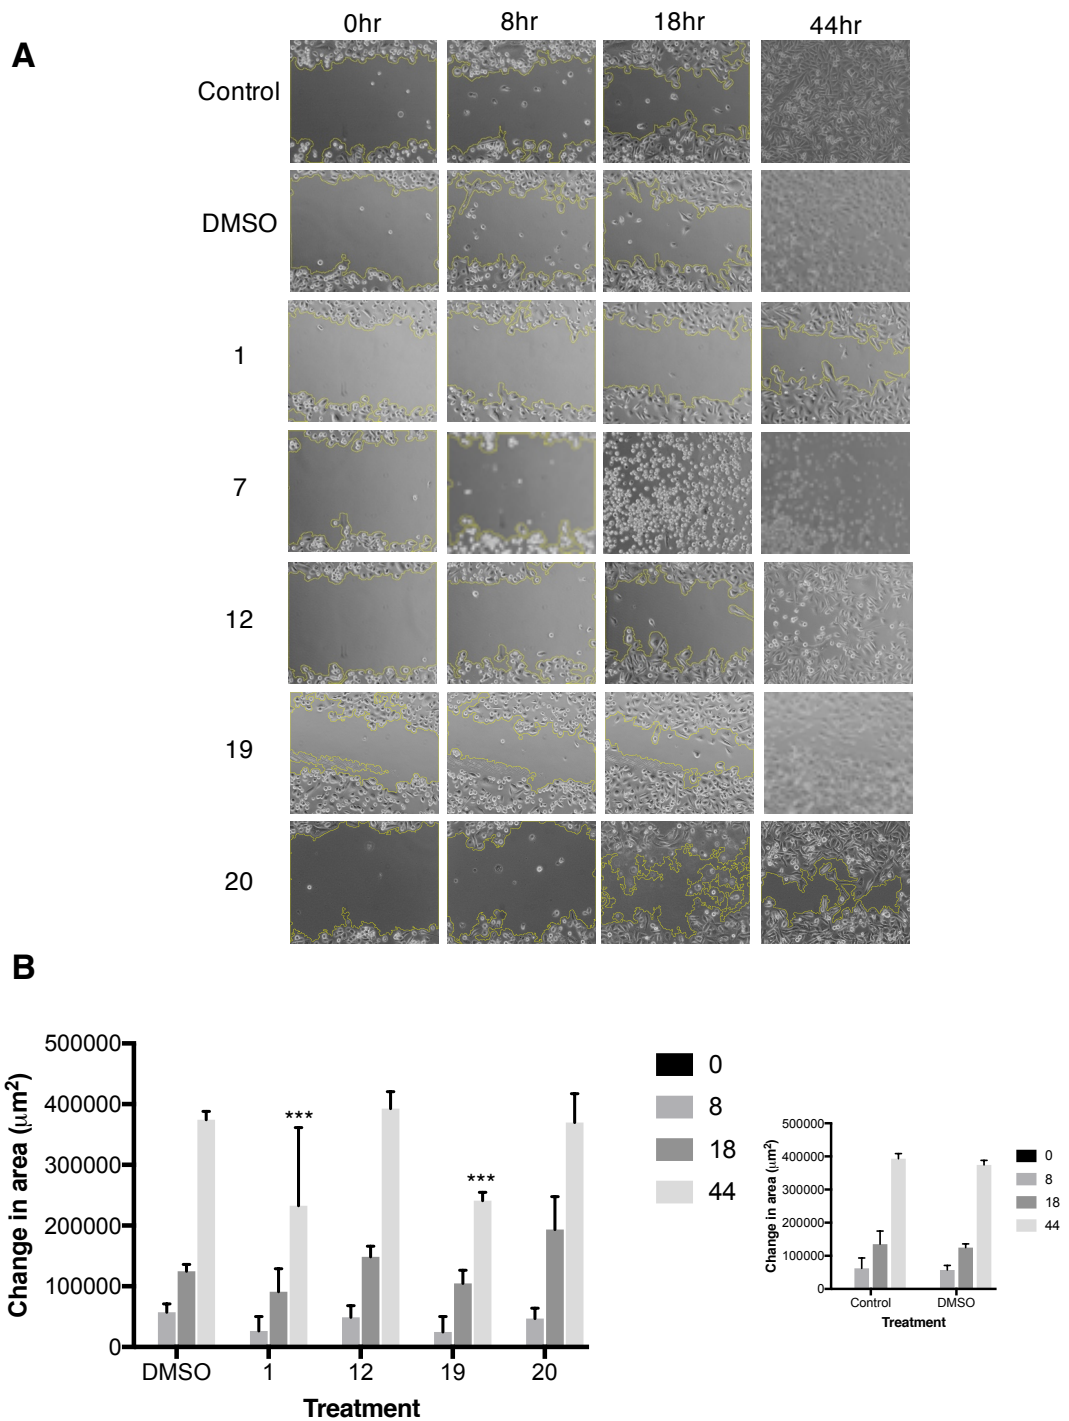 A
0hr 8hr 18hr 44hr
Control
DMSO
1
7
12
19
20
B
500000
400000
300000
200000
100000
0
Change in area (µm²)
***
***
DMSO 1 12 19 20
Treatment
0
8
18
44
500000
400000
300000
200000
100000
0
Change in area (µm²)
Control DMSO
Treatment
0
8
18
44